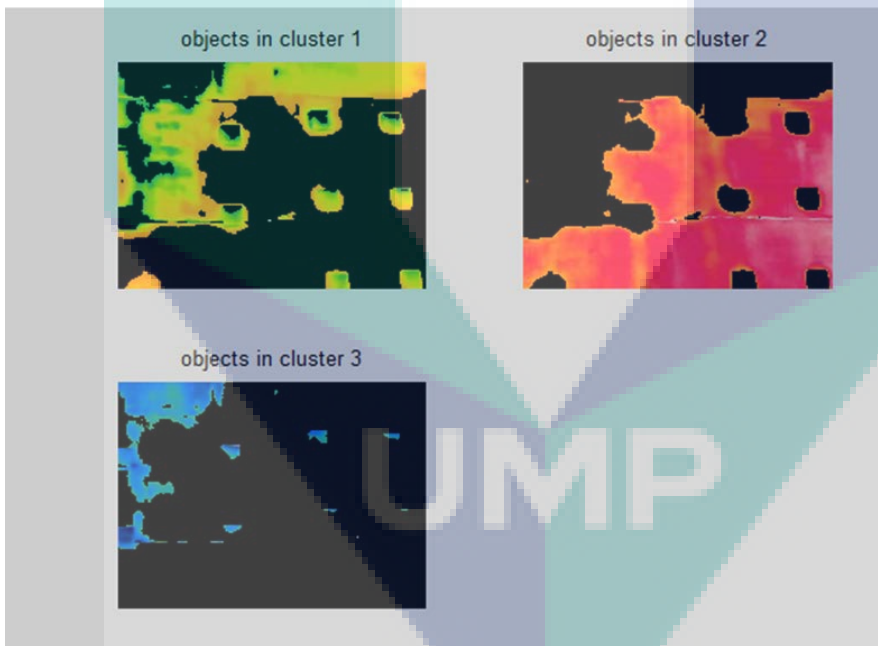 objects in cluster 1
objects in cluster 2
objects in cluster 3
UMP